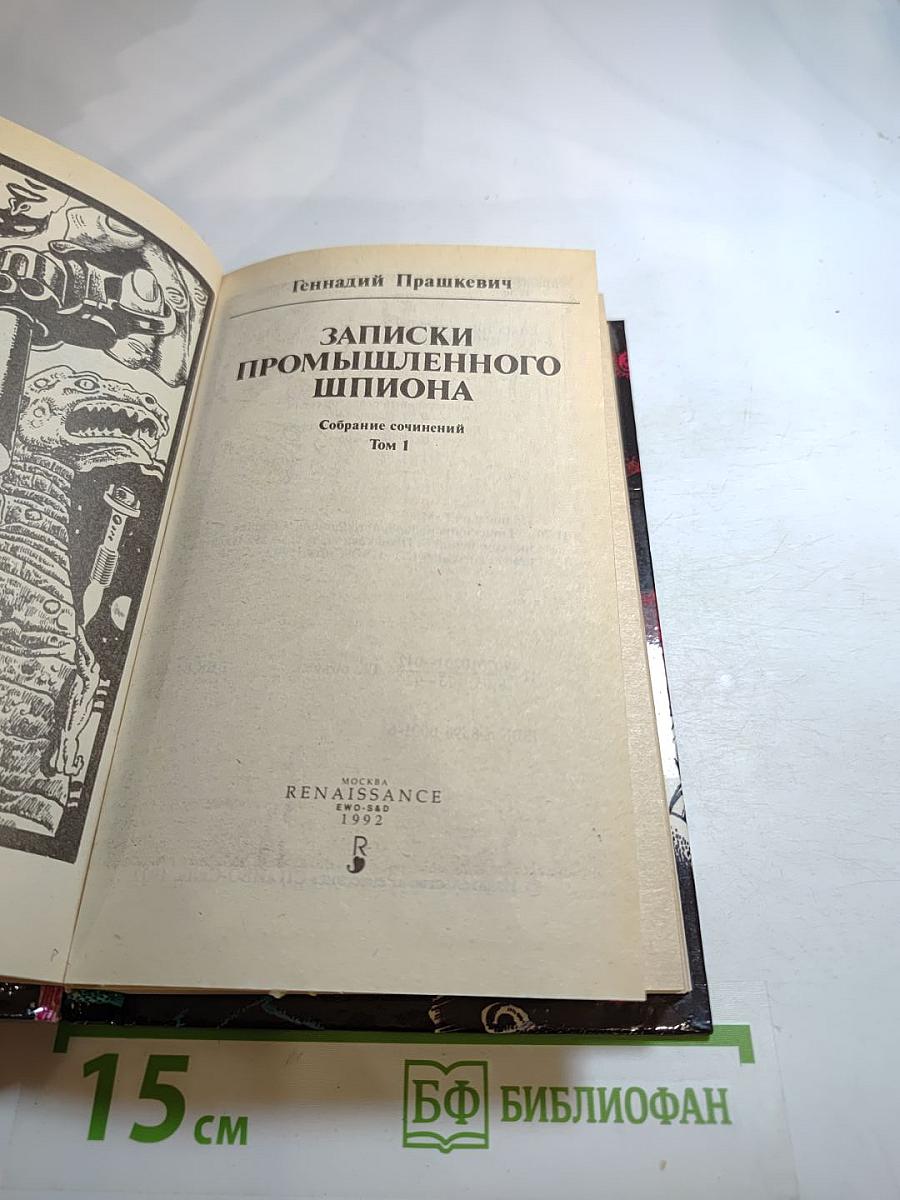 Геннадий Прашкевич
ЗАПИСКИ
ПРОМЫШЛЕННОГО
ШПИОНА
Собрание сочинений
Том 1
МОСКВА
RENAISSANCE
EWO-S&D
1992
R
15 см
БФ БИБЛИОФАН